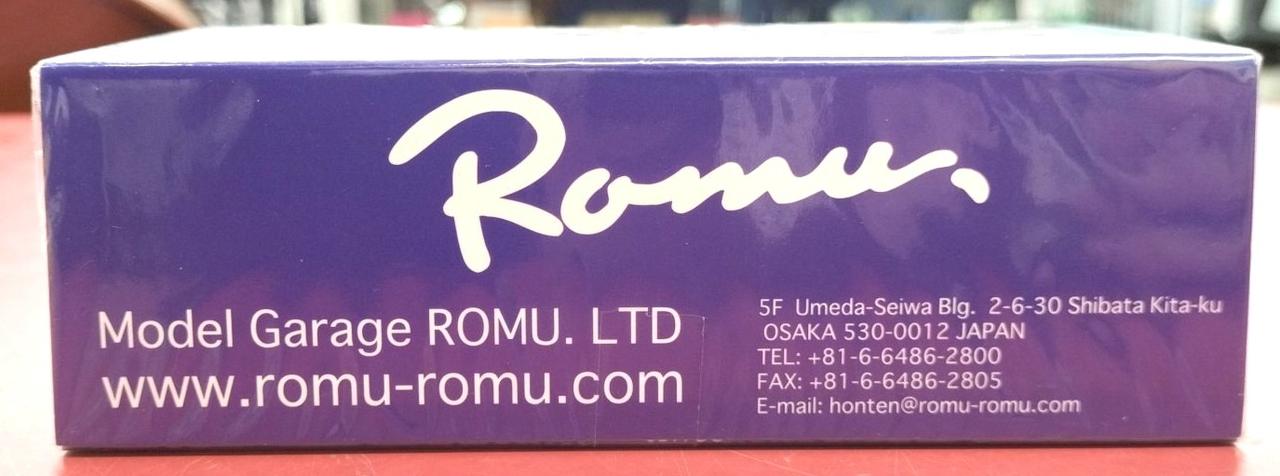 Romu.
Model Garage ROMU. LTD
www.romu-romu.com
5F Umeda-Seiwa Blg. 2-6-30 Shibata Kita-ku
OSAKA 530-0012 JAPAN
TEL: +81-6-6486-2800
FAX: +81-6-6486-2805
E-mail: honten@romu-romu.com